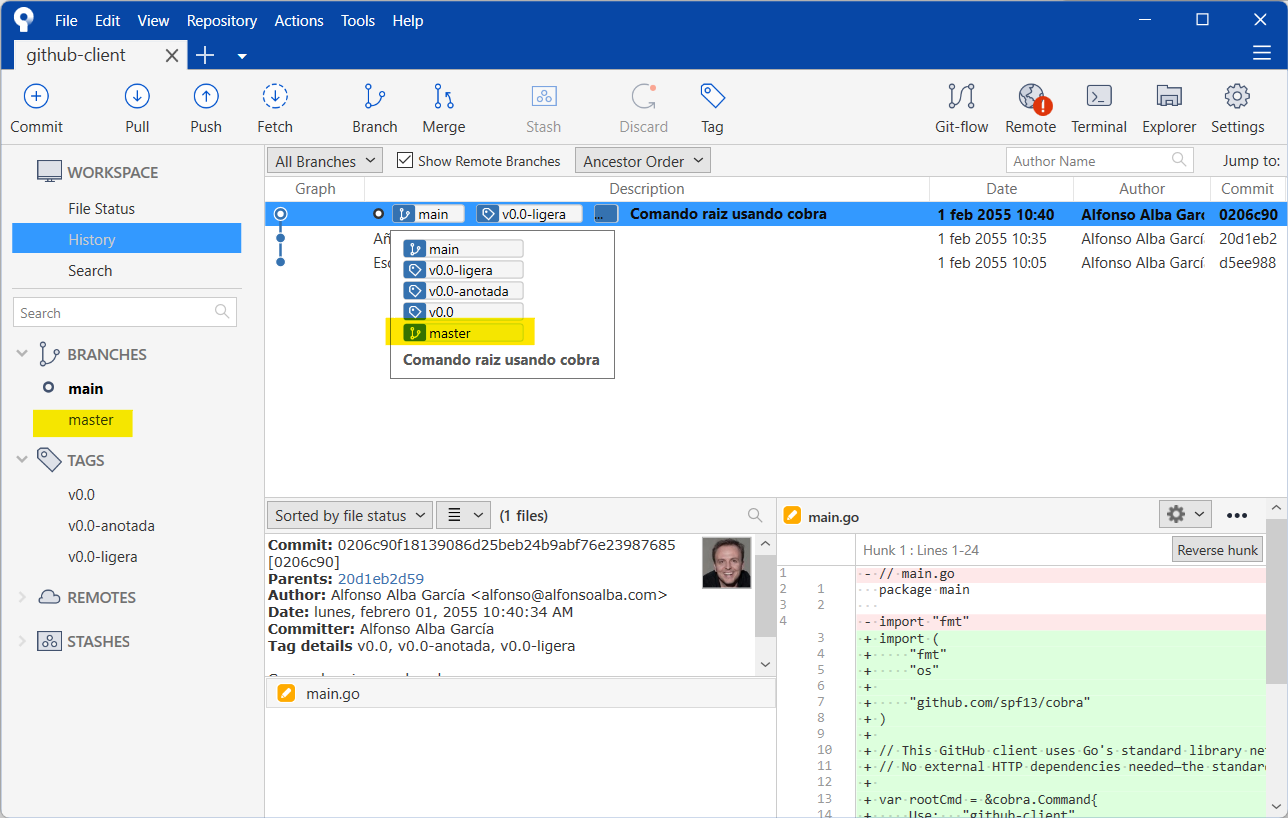 File Edit View Repository Actions Tools Help
github-client
Commit Pull Push Fetch Branch Merge Stash Discard Tag Git-flow Remote Terminal Explorer Settings
WORKSPACE
File Status
History
Search
Search
BRANCHES
main
master
TAGS
v0.0
v0.0-anotada
v0.0-ligera
REMOTES
STASHES
All Branches Show Remote Branches Ancestor Order Author Name Jump to:
Graph Description Date Author Commit
main v0.0-ligera ... Comando raiz usando cobra 1 feb 2055 10:40 Alfonso Alba Garc 0206c90
Añ 1 feb 2055 10:35 Alfonso Alba Garcí 20d1eb2
Esc 1 feb 2055 10:05 Alfonso Alba Garcí d5ee988
main
v0.0-ligera
v0.0-anotada
v0.0
master
Comando raiz usando cobra
Sorted by file status (1 files)
Commit: 0206c90f18139086d25beb24b9abf76e23987685
[0206c90]
Parents: 20d1eb2d59
Author: Alfonso Alba García <alfonso@alfonsoalba.com>
Date: lunes, febrero 01, 2055 10:40:34 AM
Committer: Alfonso Alba García
Tag details v0.0, v0.0-anotada, v0.0-ligera
main.go
main.go
Hunk 1 : Lines 1-24 Reverse hunk
1 - // main.go
2 1 package main
3 2
4 - import "fmt"
3 + import (
4 + "fmt"
5 + "os"
6 +
7 + "github.com/spf13/cobra"
8 + )
9 +
10 + // This GitHub client uses Go's standard library ne
11 + // No external HTTP dependencies needed—the standar
12 +
13 + var rootCmd = &cobra.Command{
14 + Use: "github-client"